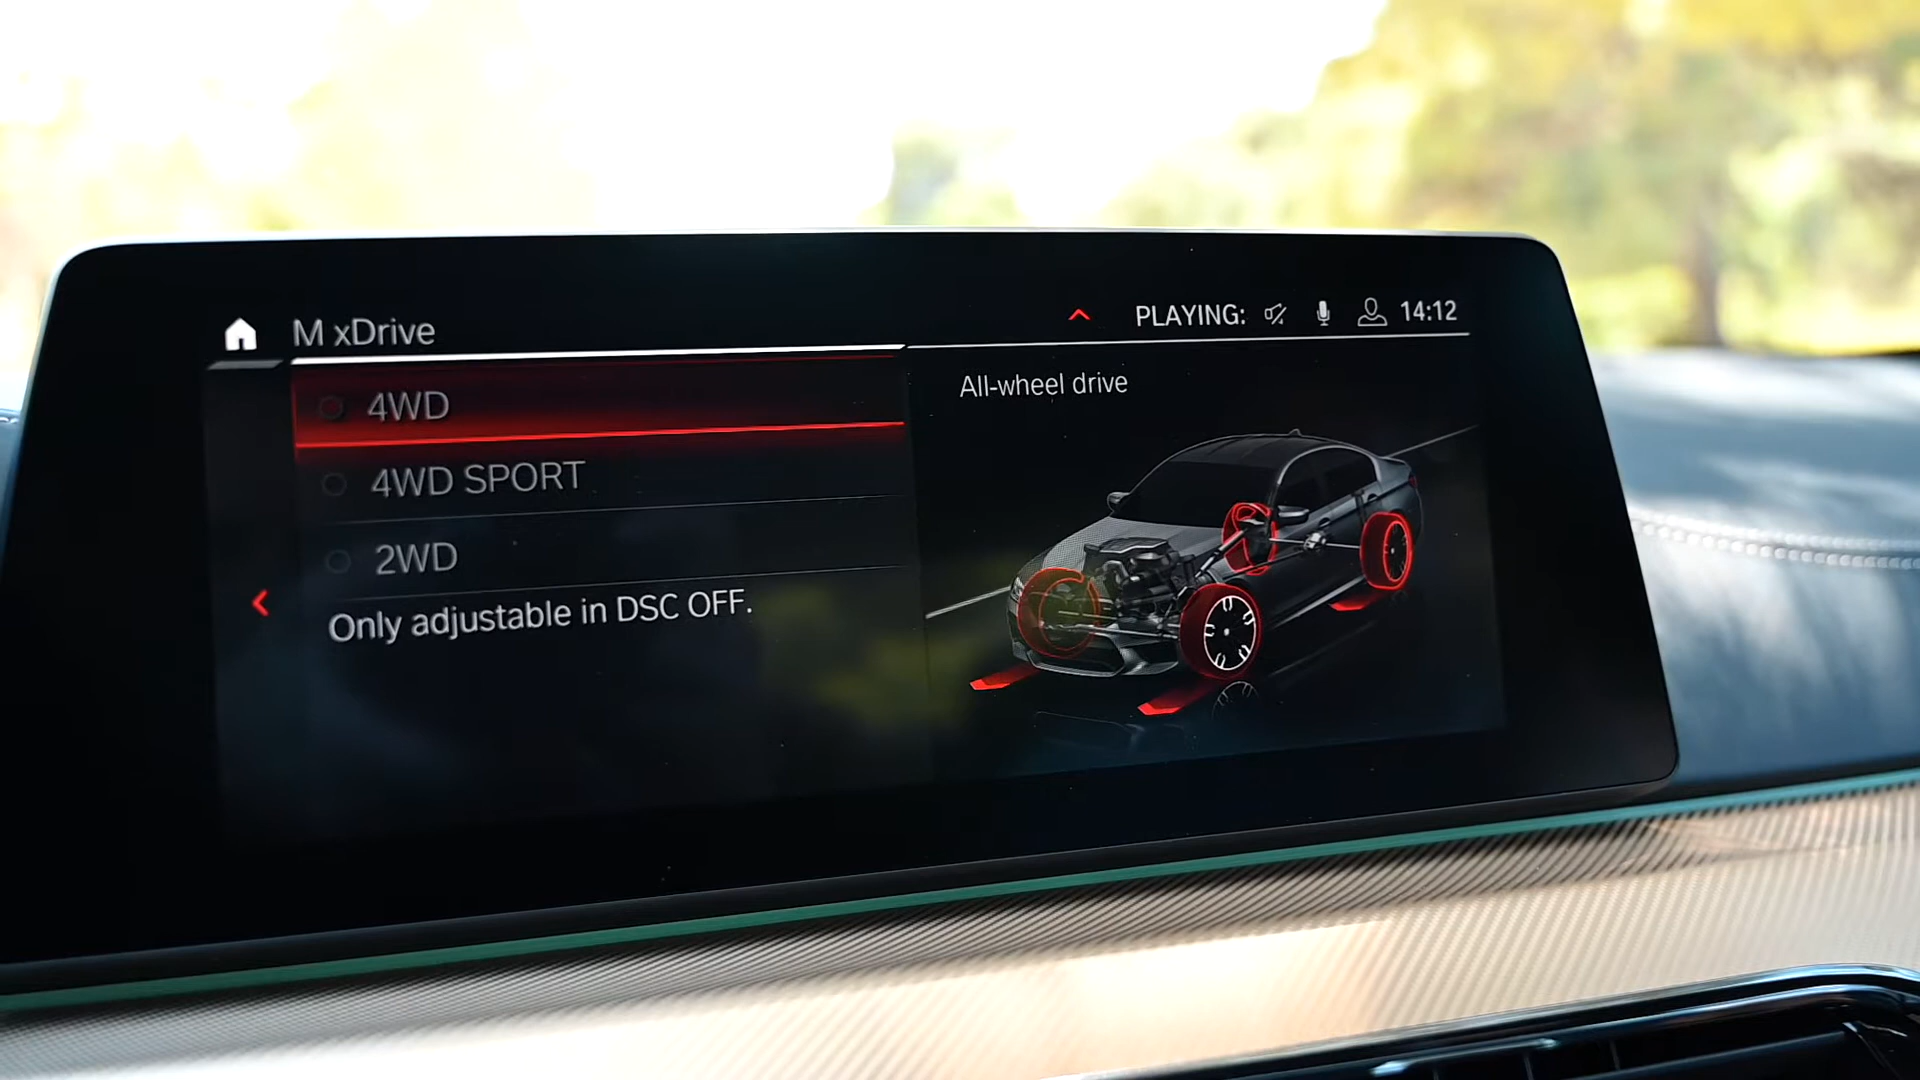 M xDrive
PLAYING: 14:12
4WD
4WD SPORT
2WD
Only adjustable in DSC OFF.
All-wheel drive